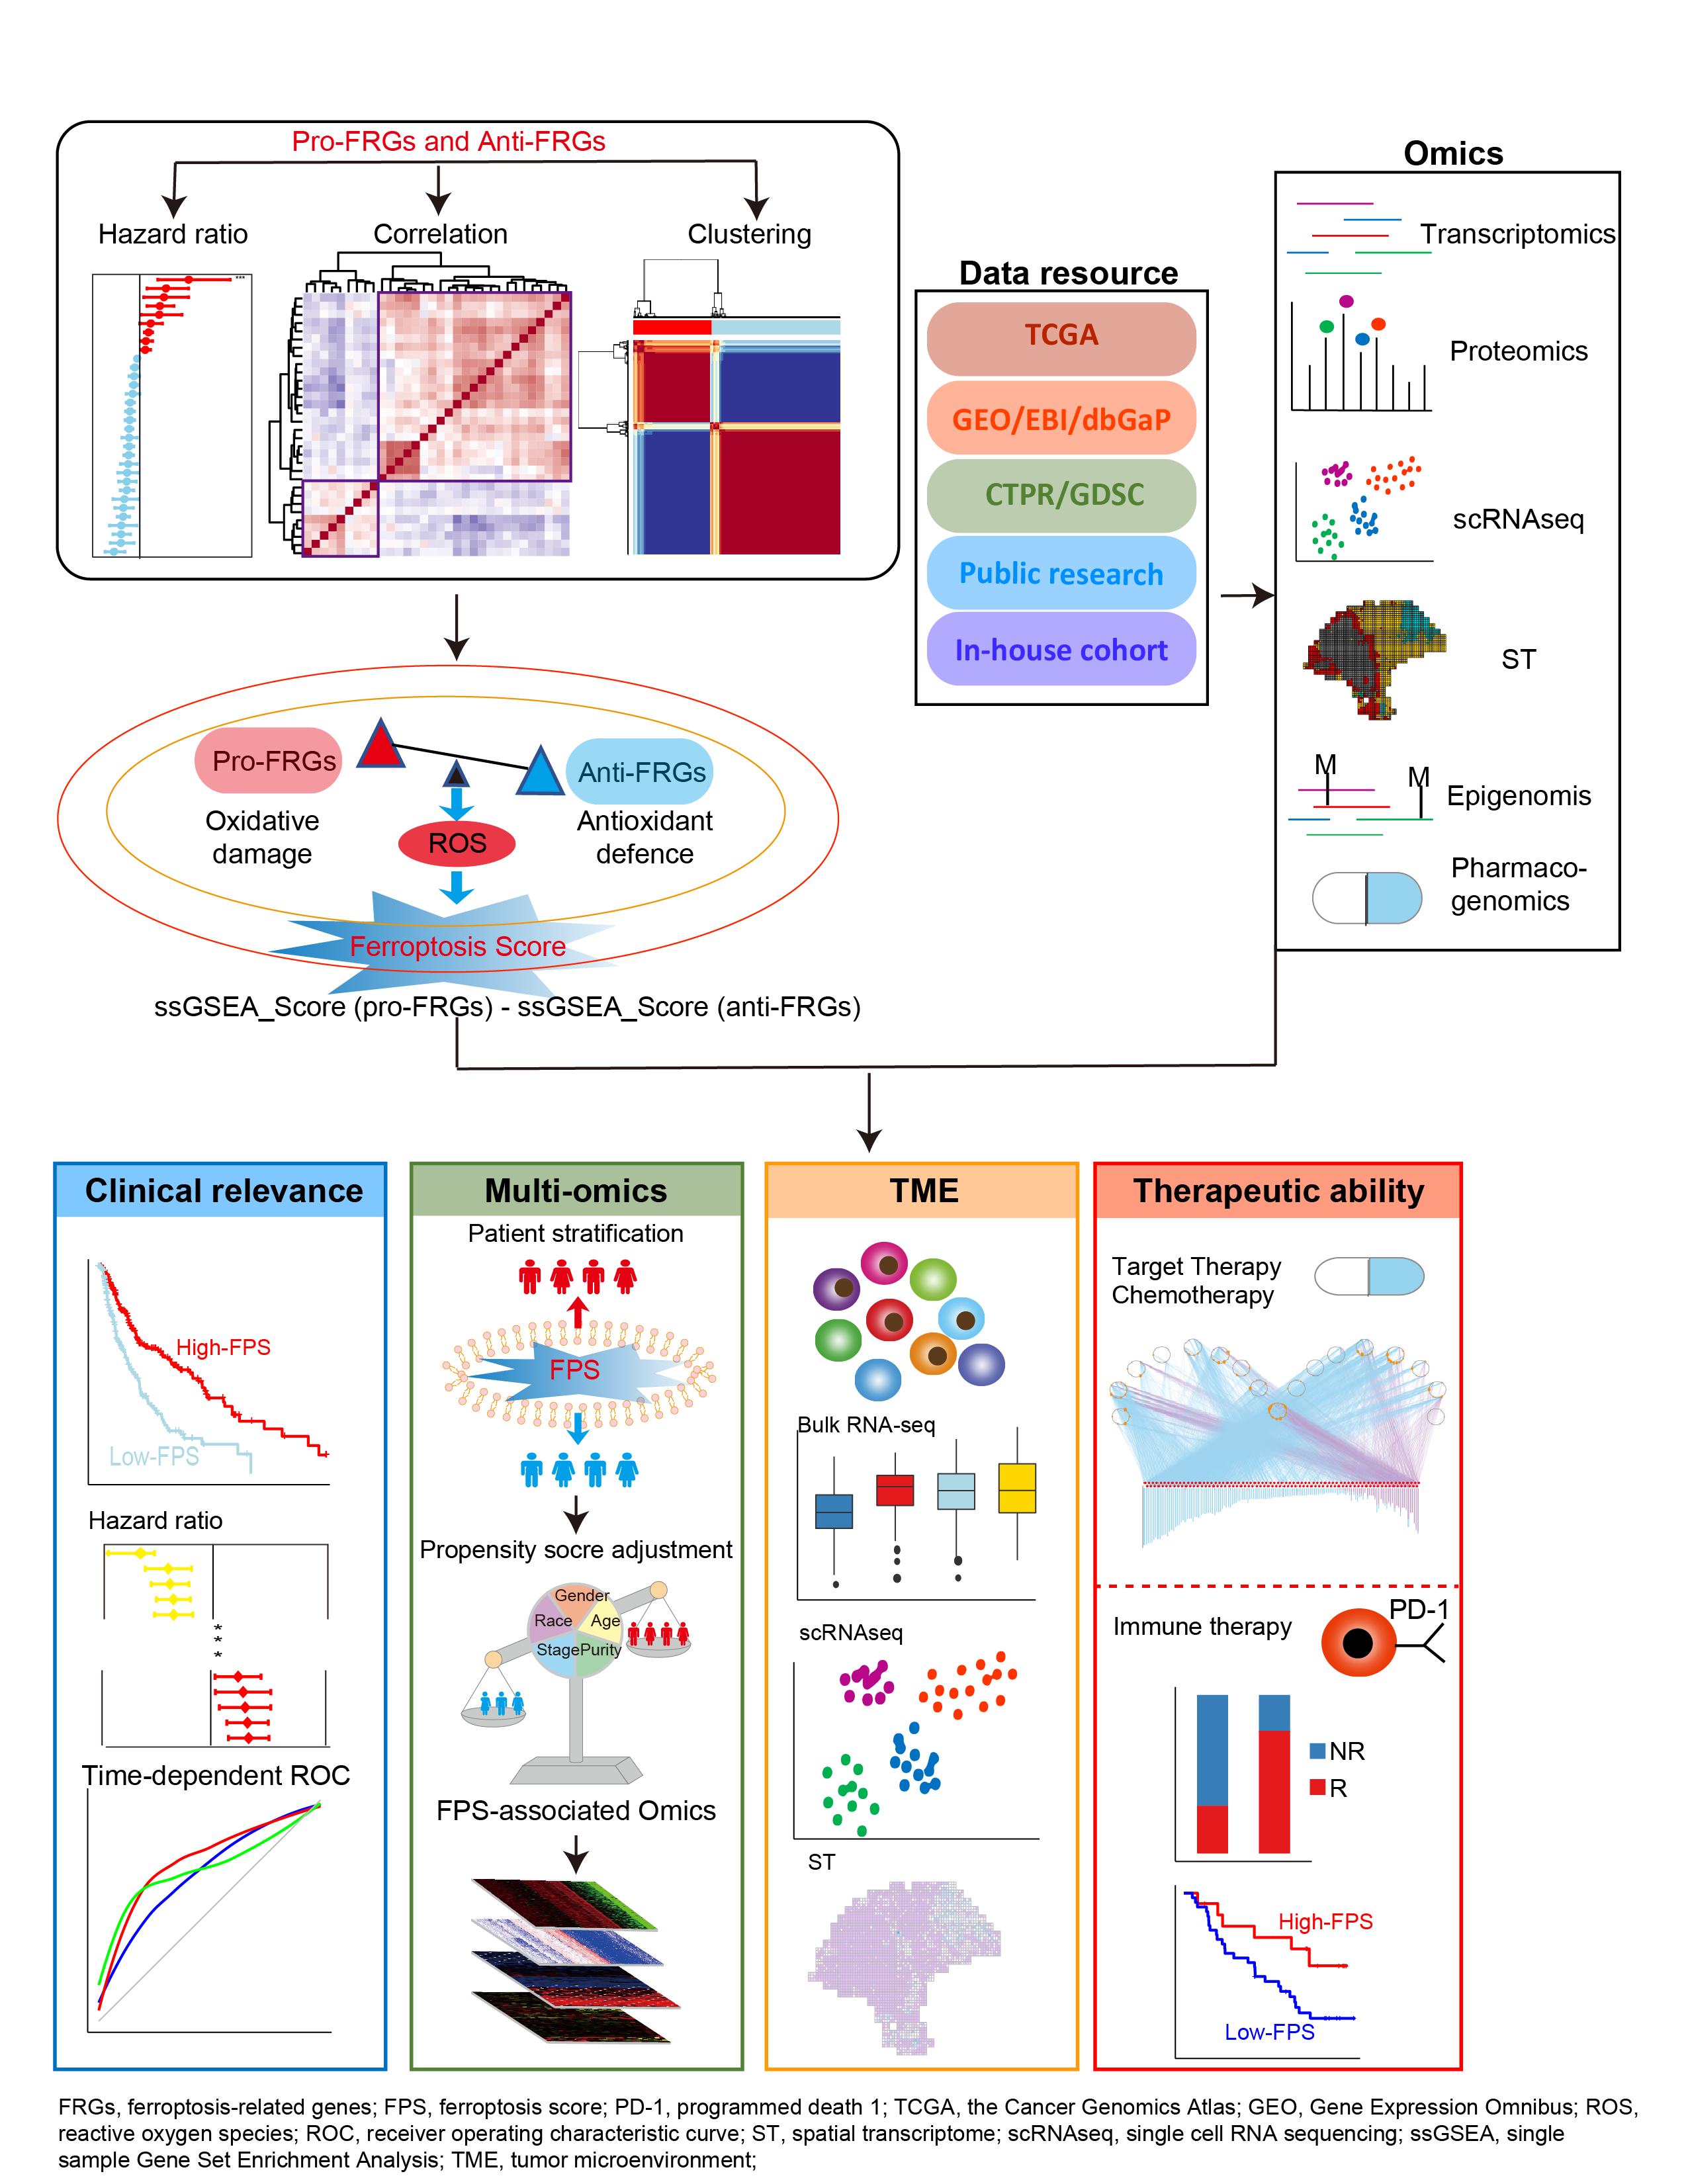 Pro-FRGs and Anti-FRGs
Hazard ratio
Correlation
Clustering
***
Data resource
TCGA
GEO/EBI/dbGaP
CTPR/GDSC
Public research
In-house cohort
Omics
Transcriptomics
Proteomics
scRNAseq
ST
M
M
Epigenomis
Pharmaco-
genomics
Pro-FRGs
Anti-FRGs
Oxidative
damage
Antioxidant
defence
ROS
Ferroptosis Score
ssGSEA_Score (pro-FRGs) - ssGSEA_Score (anti-FRGs)
Clinical relevance
High-FPS
Low-FPS
Hazard ratio
*
*
*
Time-dependent ROC
Multi-omics
Patient stratification
FPS
Propensity socre adjustment
Gender
Race
Age
Stage
Purity
FPS-associated Omics
TME
Bulk RNA-seq
scRNAseq
ST
Therapeutic ability
Target Therapy
Chemotherapy
Immune therapy
PD-1
NR
R
High-FPS
Low-FPS
FRGs, ferroptosis-related genes; FPS, ferroptosis score; PD-1, programmed death 1; TCGA, the Cancer Genomics Atlas; GEO, Gene Expression Omnibus; ROS,
reactive oxygen species; ROC, receiver operating characteristic curve; ST, spatial transcriptome; scRNAseq, single cell RNA sequencing; ssGSEA, single
sample Gene Set Enrichment Analysis; TME, tumor microenvironment;